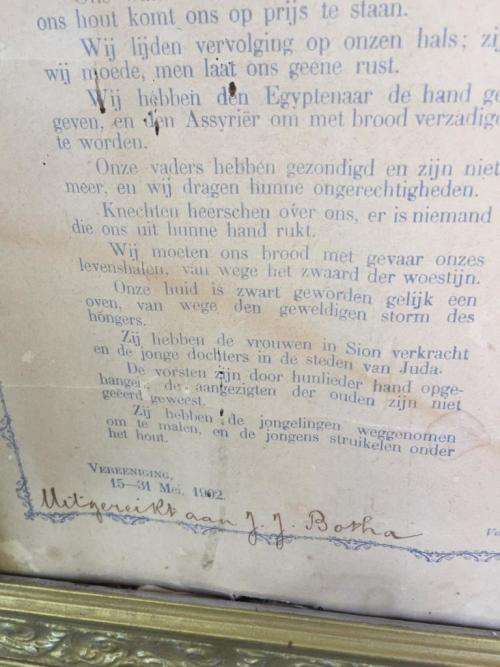 ons hout komt ons op prijs te staan.
Wij lijden vervolging op onzen hals; zij
wij moede, men laat ons geene rust.
Wij hebben den Egyptenaar de hand ge
geven, en den Assyriër om met brood verzadig
te worden.
Onze vaders hebben gezondigd en zijn niet
meer, en wij dragen hunne ongerechtigheden.
Knechten heerschen over ons, er is niemand
die ons uit hunne hand rukt.
Wij moeten ons brood met gevaar onzes
levenshalen, van wege het zwaard der woestijn.
Onze huid is zwart geworden gelijk een
oven, van wege den geweldigen storm des
hongers.
Zij hebben de vrouwen in Sion verkracht
en de jonge dochters in de steden van Juda.
De vorsten zijn door hunlieder hand opge-
hangen, de aangezigten der ouden zijn niet
geeerd geweest.
Zij hebben de jongelingen weggenomen
om te malen, en de jongens struikelen onder
het hout.
VEREENIGING,
15—31 Mei, 1902.
Uitgereikt aan J. J. Botha